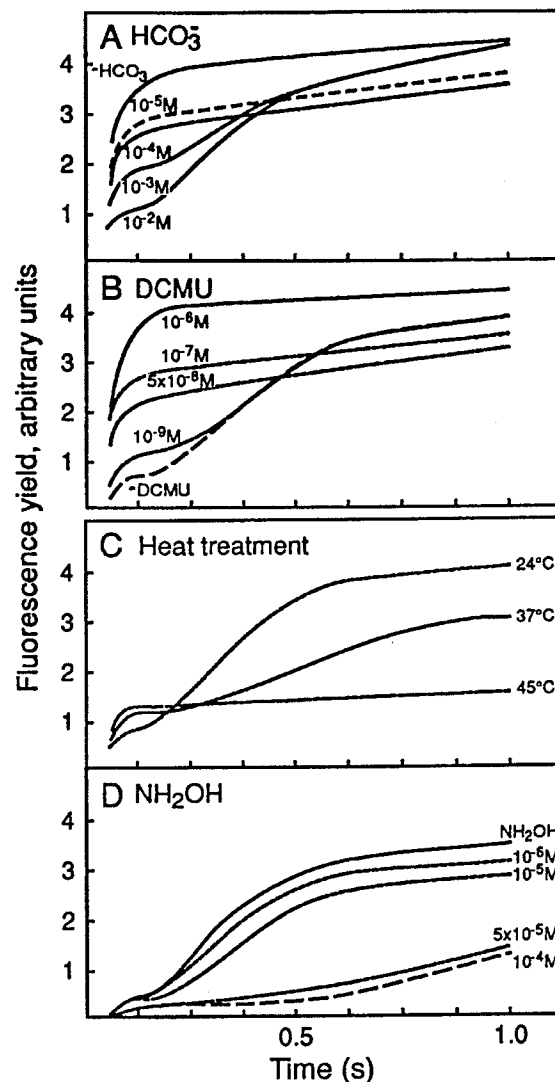 Fluorescence yield, arbitrary units
A HCO₃⁻
4
3
2
1
-HCO₃
10⁻⁵M
10⁻⁴M
10⁻³M
10⁻²M
B DCMU
4
3
2
1
10⁻⁶M
10⁻⁷M
5x10⁻⁸M
10⁻⁹M
-DCMU
C Heat treatment
4
3
2
1
24°C
37°C
45°C
D NH₂OH
4
3
2
1
NH₂OH
10⁻⁶M
10⁻⁵M
5x10⁻⁵M
10⁻⁴M
0.5 1.0
Time (s)